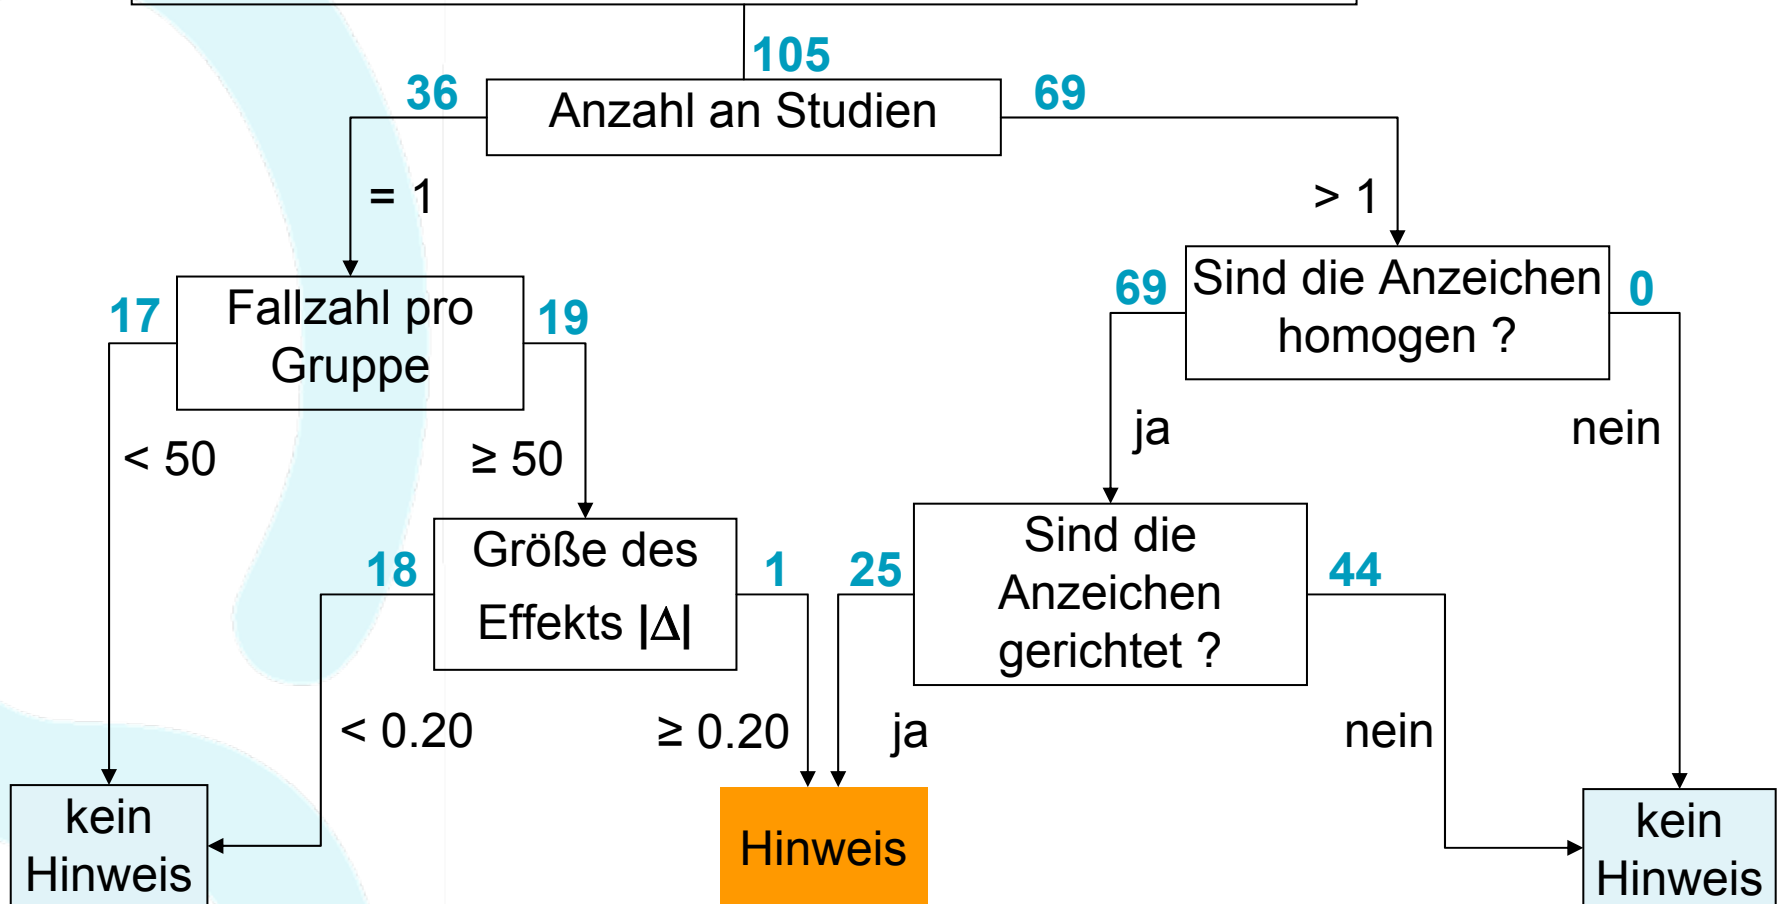 105
36
Anzahl an Studien
69
= 1
> 1
17
Fallzahl pro
Gruppe
19
69
Sind die Anzeichen
homogen ?
0
< 50
≥ 50
ja
nein
18
Größe des
Effekts |Δ|
1
25
Sind die
Anzeichen
gerichtet ?
44
< 0.20
≥ 0.20
ja
nein
kein
Hinweis
Hinweis
kein
Hinweis